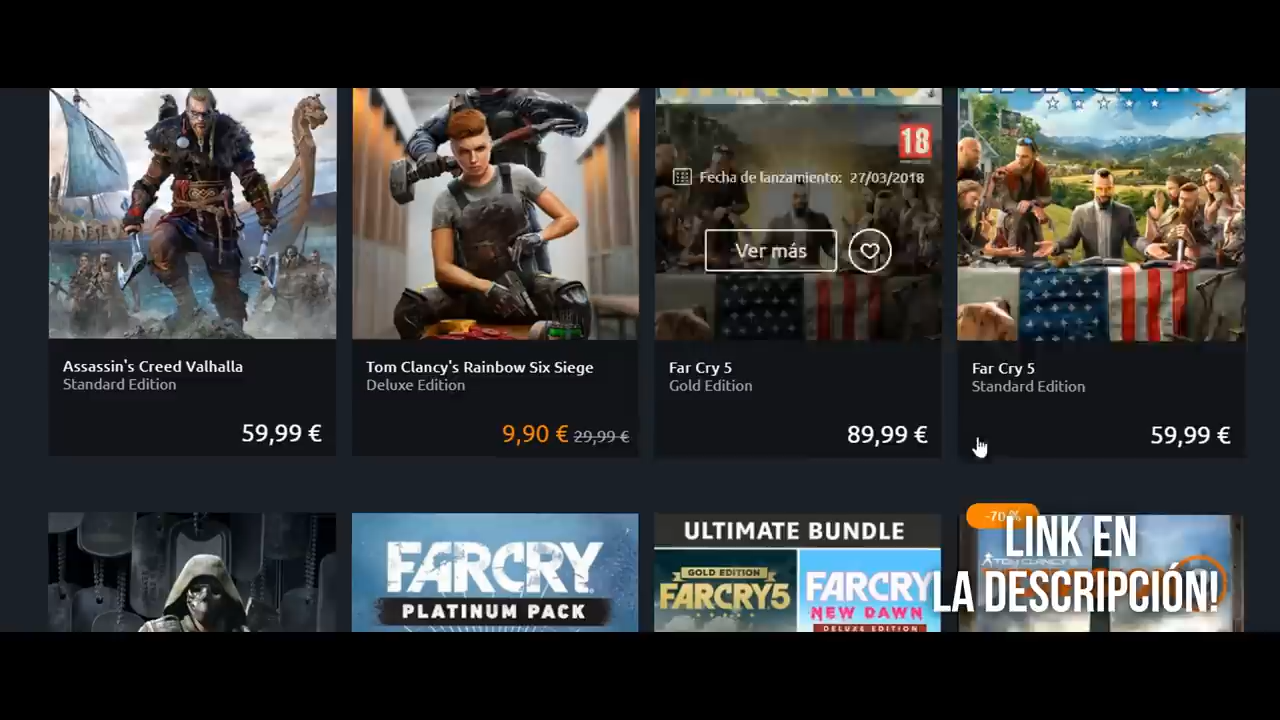 18
Fecha de lanzamiento: 27/03/2018
Ver más
Assassin's Creed Valhalla
Standard Edition
59,99 €
Tom Clancy's Rainbow Six Siege
Deluxe Edition
9,90 € 29,99 €
Far Cry 5
Gold Edition
89,99 €
Far Cry 5
Standard Edition
59,99 €
FARCRY
PLATINUM PACK
ULTIMATE BUNDLE
GOLD EDITION
FARCRY5
FARCRY
NEW DAWN
DELUXE EDITION
-70 %
TOM CLANCY'S
LINK EN
LA DESCRIPCIÓN!